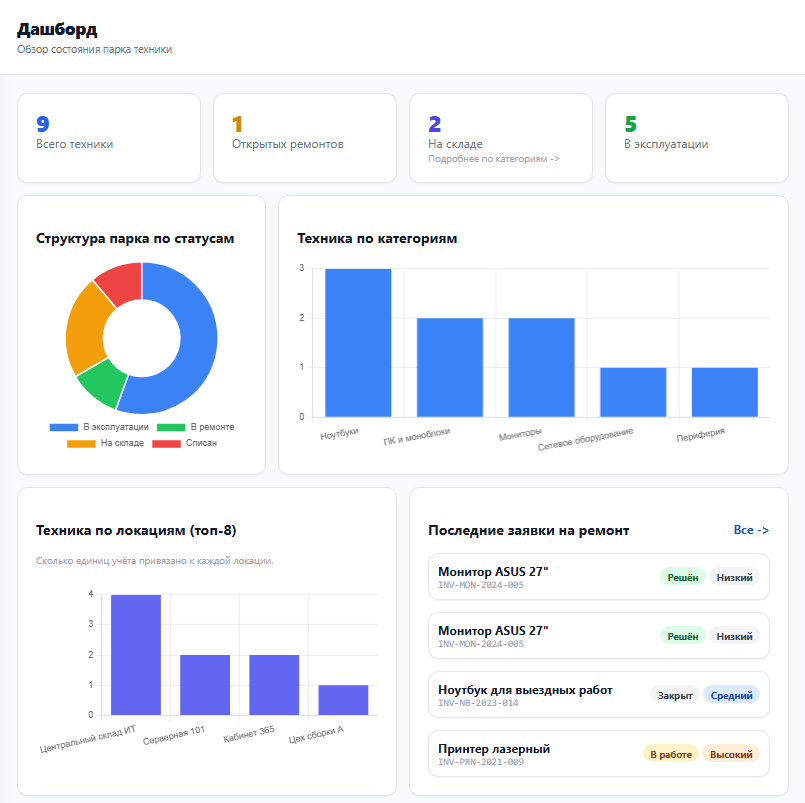 Дашборд
Обзор состояния парка техники
9
Всего техники
1
Открытых ремонтов
2
На складе
Подробнее по категориям ->
5
В эксплуатации
Структура парка по статусам
В эксплуатации
В ремонте
На складе
Списан
Техника по категориям
3
2
1
0
Ноутбуки
ПК и моноблоки
Мониторы
Сетевое оборудование
Периферия
Техника по локациям (топ-8)
Сколько единиц учёта привязано к каждой локации.
4
3
2
1
0
Центральный склад ИТ
Серверная 101
Кабинет 365
Цех сборки А
Последние заявки на ремонт
Все ->
Монитор ASUS 27"
INV-MON-2024-005
Решён
Низкий
Монитор ASUS 27"
INV-MON-2024-005
Решён
Низкий
Ноутбук для выездных работ
INV-NB-2023-014
Закрыт
Средний
Принтер лазерный
INV-PRN-2021-009
В работе
Высокий